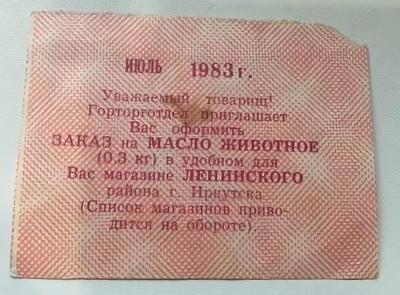 ИЮЛЬ 1983 г.
Уважаемый товарищ!
Горторготдел приглашает
Вас оформить
ЗАКАЗ на МАСЛО ЖИВОТНОЕ
(0,3 кг) в удобном для
Вас магазине ЛЕНИНСКОГО
района г. Иркутска
(Список магазинов приво-
дится на обороте).